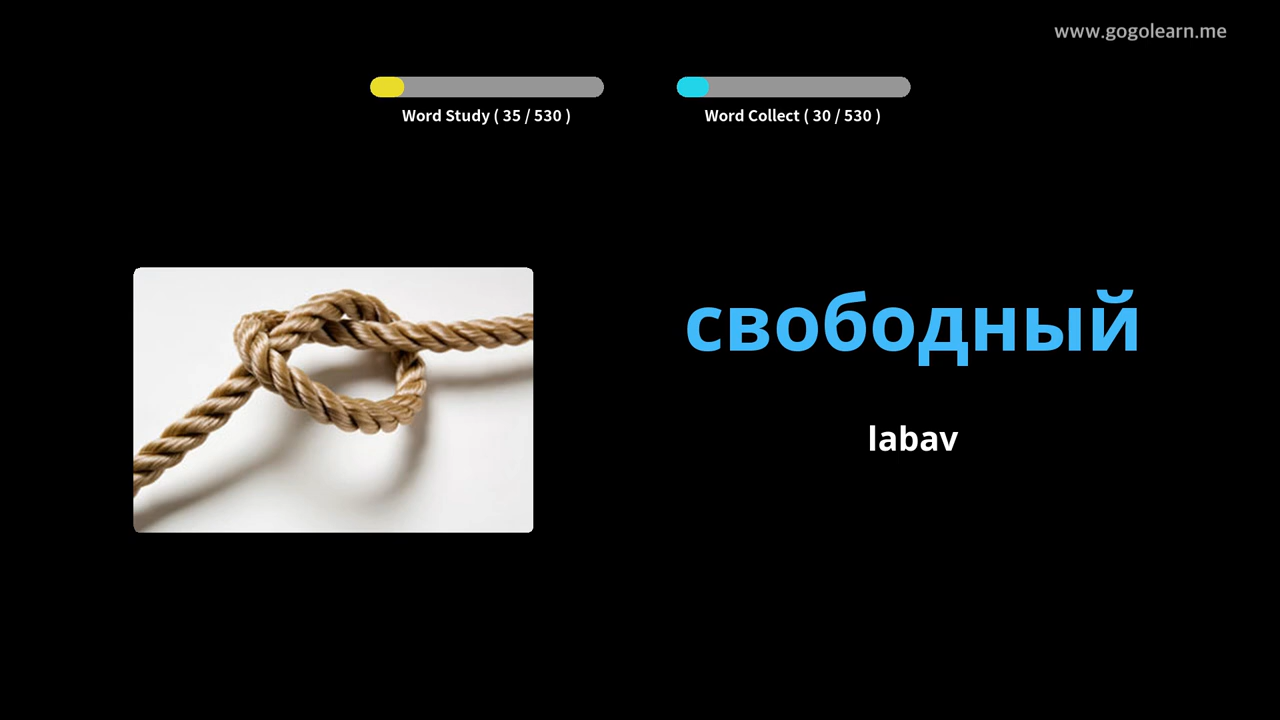 www.gogolearn.me
Word Study ( 35 / 530 )
Word Collect ( 30 / 530 )
свободный
labav